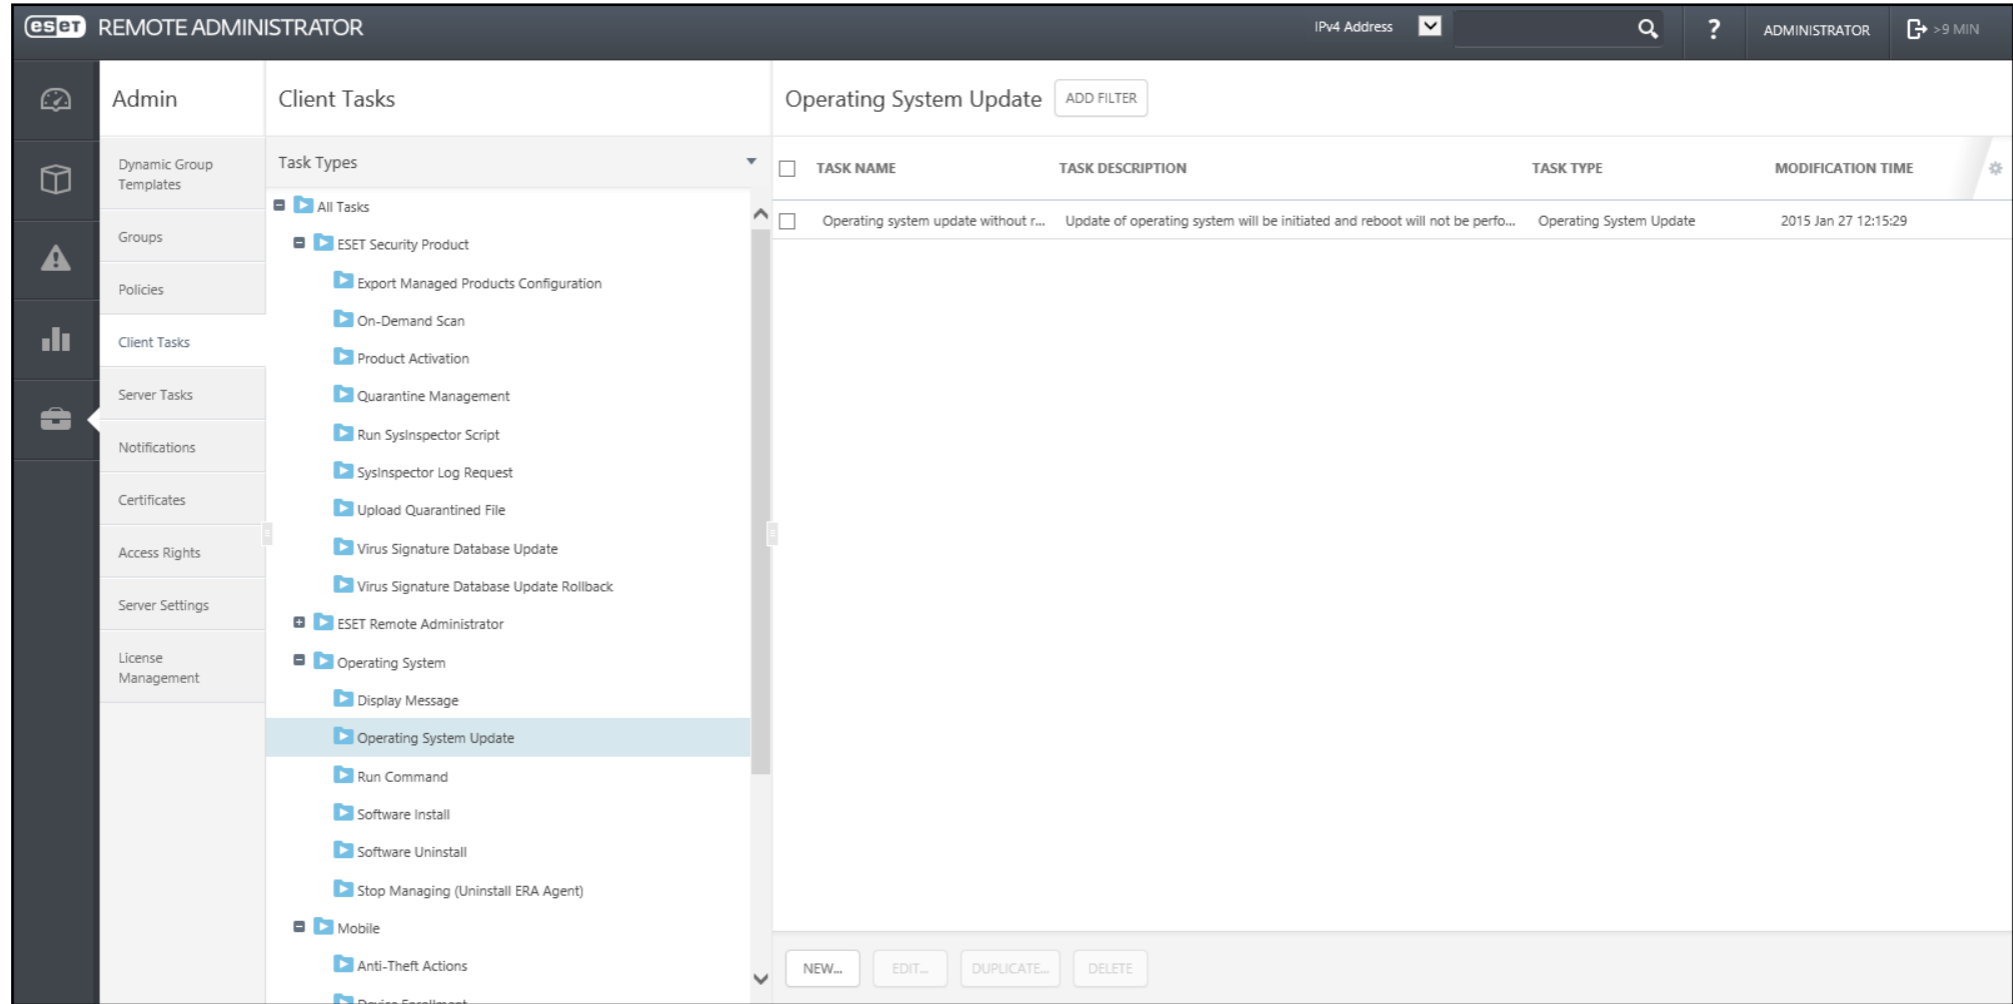 eset REMOTE ADMINISTRATOR
IPv4 Address
?
ADMINISTRATOR
>9 MIN
Admin
Dynamic Group
Templates
Groups
Policies
Client Tasks
Server Tasks
Notifications
Certificates
Access Rights
Server Settings
License
Management
Client Tasks
Task Types
All Tasks
ESET Security Product
Export Managed Products Configuration
On-Demand Scan
Product Activation
Quarantine Management
Run SysInspector Script
SysInspector Log Request
Upload Quarantined File
Virus Signature Database Update
Virus Signature Database Update Rollback
ESET Remote Administrator
Operating System
Display Message
Operating System Update
Run Command
Software Install
Software Uninstall
Stop Managing (Uninstall ERA Agent)
Mobile
Anti-Theft Actions
Device Enrollment
Operating System Update ADD FILTER
TASK NAME TASK DESCRIPTION TASK TYPE MODIFICATION TIME
Operating system update without r... Update of operating system will be initiated and reboot will not be perfo... Operating System Update 2015 Jan 27 12:15:29
NEW... EDIT... DUPLICATE... DELETE